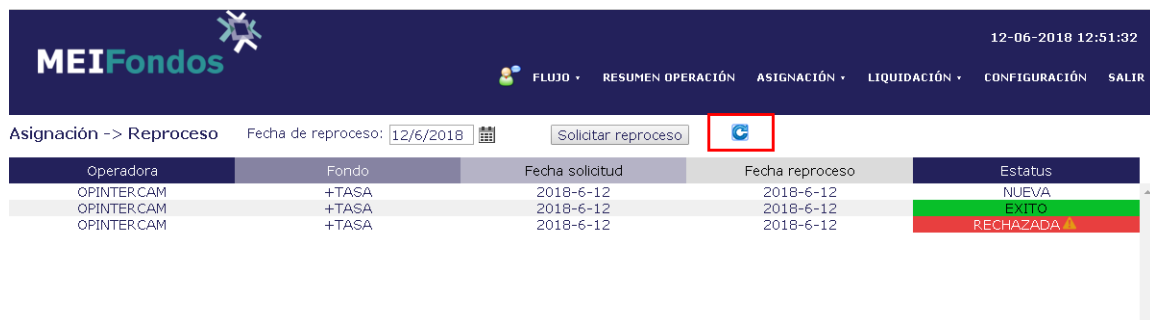 12-06-2018 12:51:32
MEIFondos
FLUJO RESUMEN OPERACIÓN ASIGNACIÓN LIQUIDACIÓN CONFIGURACIÓN SALIR
Asignación -> Reproceso Fecha de reproceso: 12/6/2018 Solicitar reproceso
Operadora Fondo Fecha solicitud Fecha reproceso Estatus
OPINTERCAM +TASA 2018-6-12 2018-6-12 NUEVA
OPINTERCAM +TASA 2018-6-12 2018-6-12 EXITO
OPINTERCAM +TASA 2018-6-12 2018-6-12 RECHAZADA